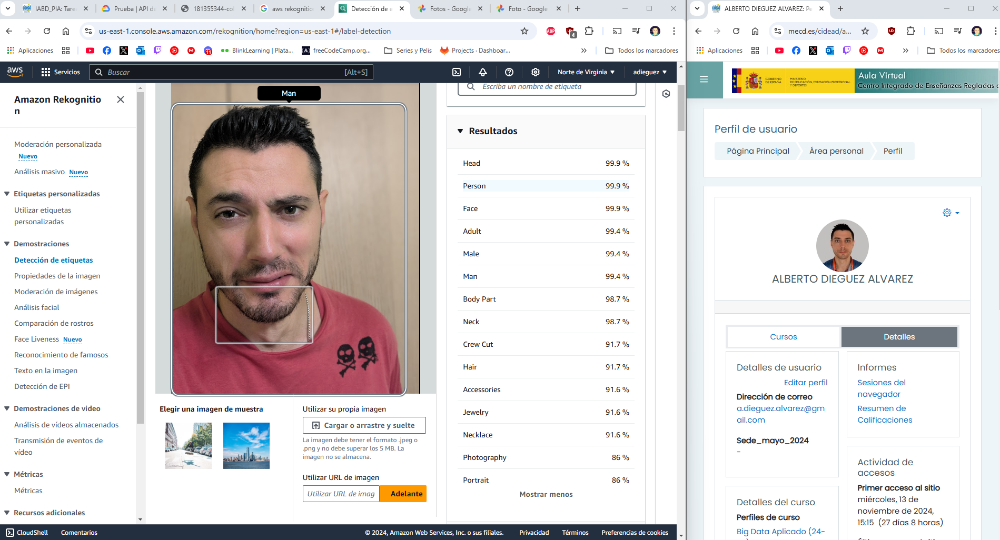 IABD_PIA: Tare
Prueba | API de
181355344-col
aws rekognition
Detección de e
Fotos - Google
Foto - Google
us-east-1.console.aws.amazon.com/rekognition/home?region=us-east-1#/label-detection
ABP
4
Aplicaciones
11
BlinkLearning | Plata...
freeCodeCamp.org...
Series y Pelis
Projects · Dashboar...
Todos los marcadores
aws
Servicios
Buscar
[Alt+S]
Norte de Virginia
adieguez
Amazon Rekognitio
n
Moderación personalizada
Nuevo
Análisis masivo Nuevo
Etiquetas personalizadas
Utilizar etiquetas
personalizadas
Demostraciones
Detección de etiquetas
Propiedades de la imagen
Moderación de imágenes
Análisis facial
Comparación de rostros
Face Liveness Nuevo
Reconocimiento de famosos
Texto en la imagen
Detección de EPI
Demostraciones de video
Análisis de vídeos almacenados
Transmisión de eventos de
vídeo
Métricas
Métricas
Recursos adicionales
Man
Elegir una imagen de muestra
Utilizar su propia imagen
Cargar o arrastre y suelte
La imagen debe tener el formato .jpeg o
.png y no debe superar los 5 MB. La
imagen no se almacena.
Utilizar URL de imagen
Utilizar URL de imag
Adelante
Escriba un nombre de etiqueta
Resultados
Head 99.9 %
Person 99.9 %
Face 99.9 %
Adult 99.4 %
Male 99.4 %
Man 99.4 %
Body Part 98.7 %
Neck 98.7 %
Crew Cut 91.7 %
Hair 91.7 %
Accessories 91.6 %
Jewelry 91.6 %
Necklace 91.6 %
Photography 86 %
Portrait 86 %
Mostrar menos
CloudShell
Comentarios
© 2024, Amazon Web Services, Inc. o sus filiales.
Privacidad
Términos
Preferencias de cookies
ALBERTO DIEGUEZ ALVAREZ: Pe
mecd.es/cidead/a...
Aplicaciones
Todos los marcadores
GOBIERNO
DE ESPAÑA
MINISTERIO
DE EDUCACIÓN, FORMACIÓN PROFESIONAL
Y DEPORTES
Aula Virtual
Centro Integrado de Enseñanzas Regladas a
Perfil de usuario
Página Principal
Área personal
Perfil
ALBERTO DIEGUEZ ALVAREZ
Cursos
Detalles
Detalles de usuario
Editar perfil
Dirección de correo
a.dieguez.alvarez@gm
ail.com
Sede_mayo_2024
-
Detalles del curso
Perfiles de curso
Big Data Aplicado (24-
Informes
Sesiones del
navegador
Resumen de
Calificaciones
Actividad de
accesos
Primer acceso al sitio
miércoles, 13 de
noviembre de 2024,
15:15 (27 días 8 horas)